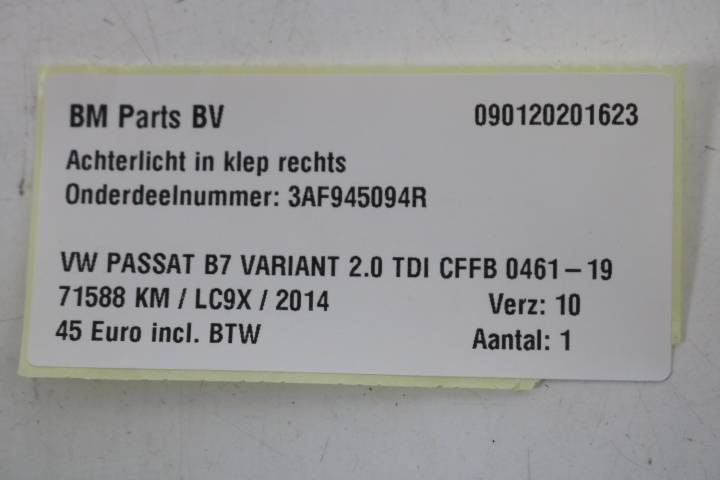 BM Parts BV 090120201623
Achterlicht in klep rechts
Onderdeelnummer: 3AF945094R
VW PASSAT B7 VARIANT 2.0 TDI CFFB 0461-19
71588 KM / LC9X / 2014 Verz: 10
45 Euro incl. BTW Aantal: 1